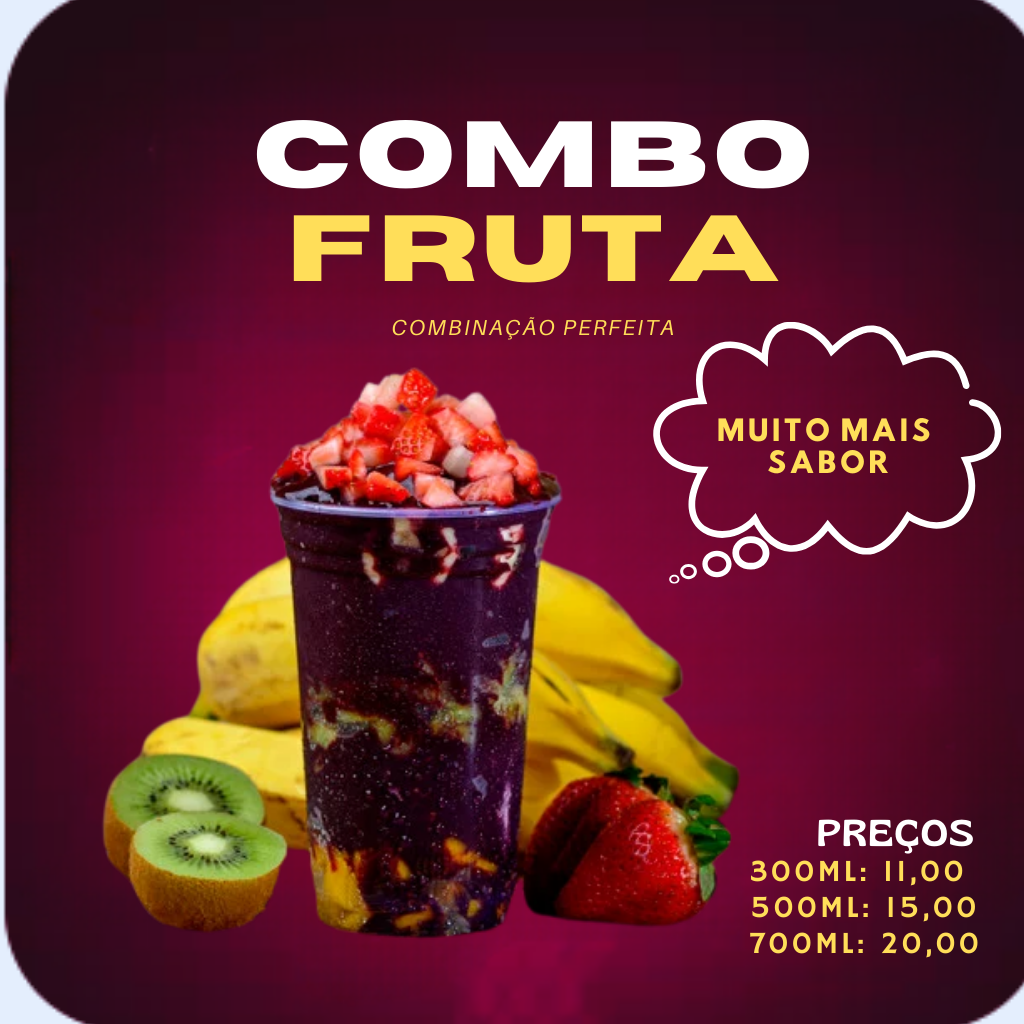 COMBO
FRUTA
COMBINAÇÃO PERFEITA
MUITO MAIS
SABOR
PREÇOS
300ML: 11,00
500ML: 15,00
700ML: 20,00